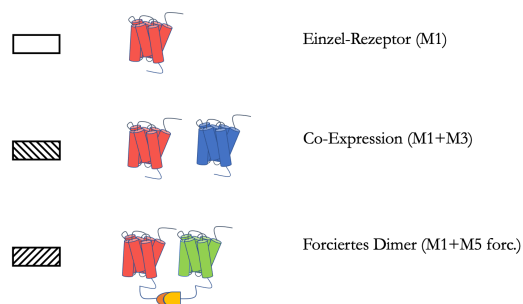 Einzel-Rezeptor (M1)
Co-Expression (M1+M3)
Forciertes Dimer (M1+M5 forc.)